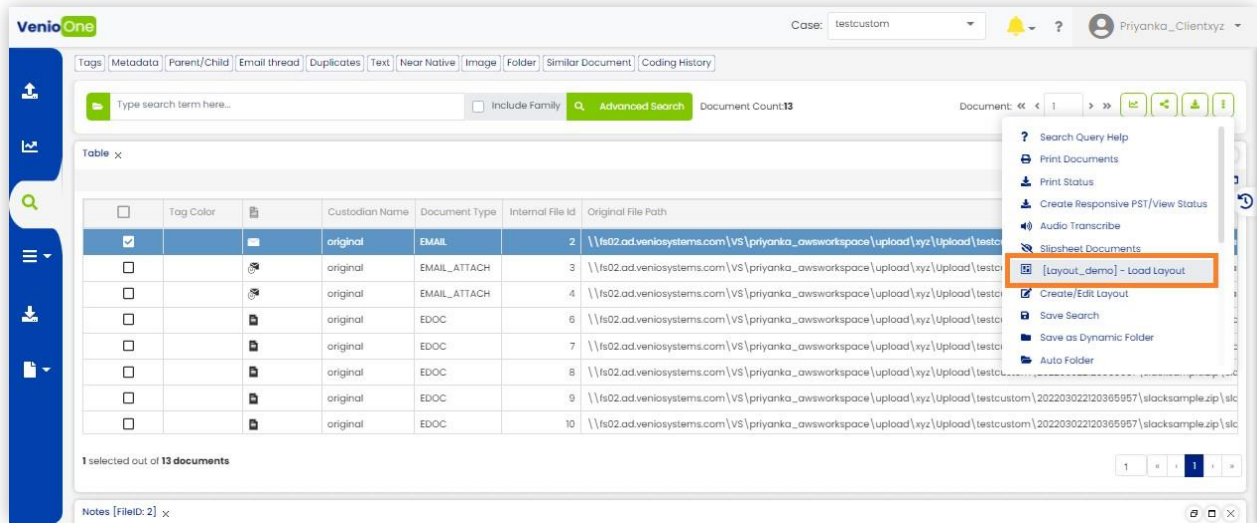 VenioOne
Case: testcustom
? Priyanka_Clientxyz
Tags Metadata Parent/Child Email thread Duplicates Text Near Native Image Folder Similar Document Coding History
Type search term here... Include Family Advanced Search Document Count:13 Document: « ‹ 1 › »
? Search Query Help
Print Documents
Print Status
Create Responsive PST/View Status
Audio Transcribe
Slipsheet Documents
[Layout_demo] - Load Layout
Create/Edit Layout
Save Search
Save as Dynamic Folder
Auto Folder
Table ×
Tag Color Custodian Name Document Type Internal File Id Original File Path
original EMAIL 2 \\fs02.ad.veniosystems.com\VS\priyanka_awsworkspace\upload\xyz\Upload\testc
original EMAIL_ATTACH 3 \\fs02.ad.veniosystems.com\VS\priyanka_awsworkspace\upload\xyz\Upload\testc
original EMAIL_ATTACH 4 \\fs02.ad.veniosystems.com\VS\priyanka_awsworkspace\upload\xyz\Upload\testc
original EDOC 6 \\fs02.ad.veniosystems.com\VS\priyanka_awsworkspace\upload\xyz\Upload\testc
original EDOC 7 \\fs02.ad.veniosystems.com\VS\priyanka_awsworkspace\upload\xyz\Upload\testc
original EDOC 8 \\fs02.ad.veniosystems.com\VS\priyanka_awsworkspace\upload\xyz\Upload\
original EDOC 9 \\fs02.ad.veniosystems.com\VS\priyanka_awsworkspace\upload\xyz\Upload\testcustom\202203022120365957\slacksample.zip\slc
original EDOC 10 \\fs02.ad.veniosystems.com\VS\priyanka_awsworkspace\upload\xyz\Upload\testcustom\202203022120365957\slacksample.zip\slc
1 selected out of 13 documents
1 « ‹ 1 › »
Notes [FileID: 2] ×